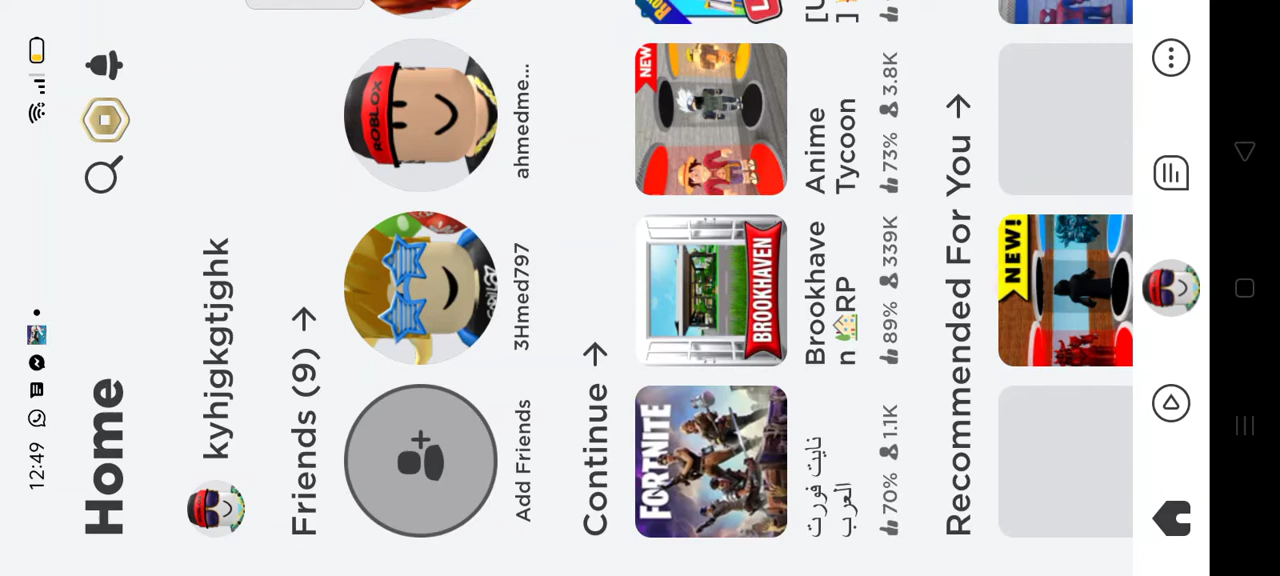 12:49
Home
kyhjgkgtjghk
Friends (9) →
ROBLOX
Add Friends
3Hmed797
ahmedme...
Continue →
FORTNITE
BROOKHAVEN
NEW
نايت فورت
العرب
70% 1.1K
Brookhave
n 🏡RP
89% 339K
Anime
Tycoon
73% 3.8K
Recommended For You →
NEW!